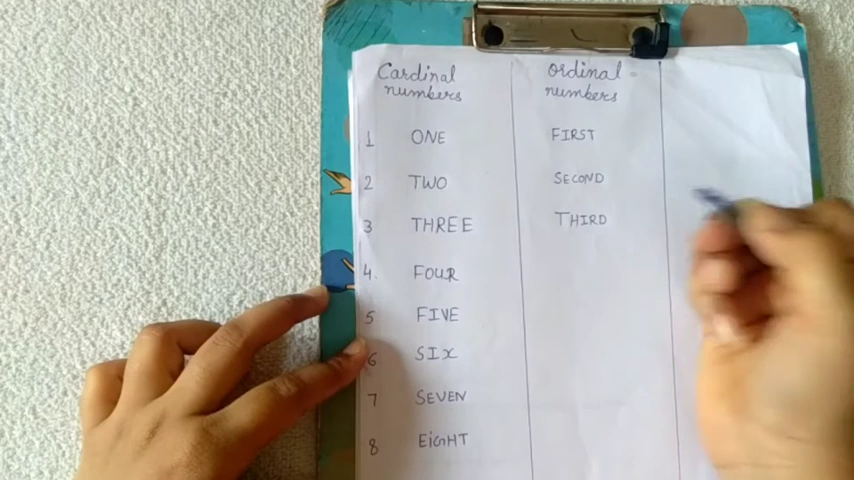 Cardinal numbers Ordinal numbers
1 ONE FIRST
2 TWO SECOND
3 THREE THIRD
4. FOUR
5 FIVE
6 SIX
7 SEVEN
8 EiGHT